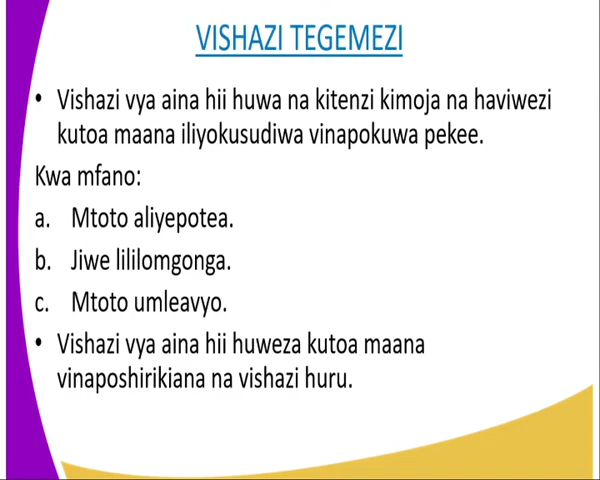 VISHAZI TEGEMEZI
• Vishazi vya aina hii huwa na kitenzi kimoja na haviwezi
kutoa maana iliyokusudiwa vinapokuwa pekee.
Kwa mfano:
a. Mtoto aliyepotea.
b. Jiwe lililomgonga.
c. Mtoto umleavyo.
• Vishazi vya aina hii huweza kutoa maana
vinaposhirikiana na vishazi huru.